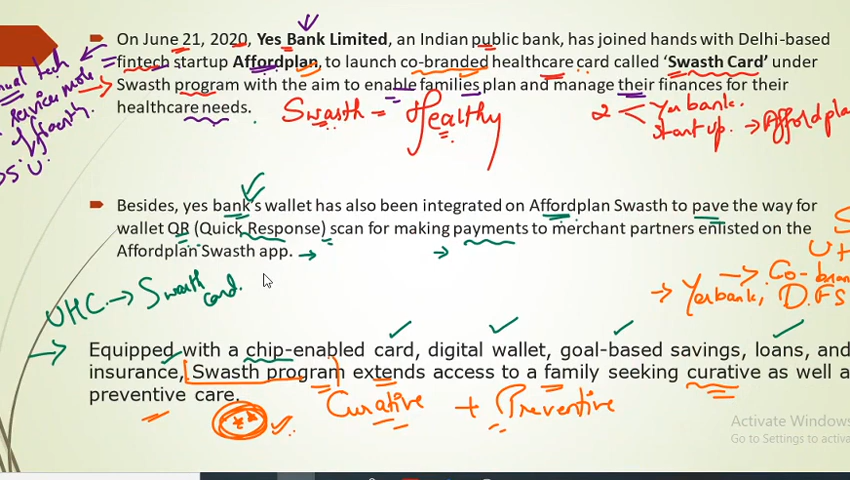 On June 21, 2020, Yes Bank Limited, an Indian public bank, has joined hands with Delhi-based
fintech startup Affordplan, to launch co-branded healthcare card called ‘Swasth Card’ under
Swasth program with the aim to enable families plan and manage their finances for their
healthcare needs.
Swasth = Healthy
2 < Yes bank.
Start up. → Affordplan
Besides, yes bank's wallet has also been integrated on Affordplan Swasth to pave the way for
wallet QR (Quick Response) scan for making payments to merchant partners enlisted on the
Affordplan Swasth app. →
UHC → Swasth
card.
→ Co-bran
→ Yes bank, D.F.S
Equipped with a chip-enabled card, digital wallet, goal-based savings, loans, and
insurance, Swasth program extends access to a family seeking curative as well a
preventive care.
Curative + Preventive
Activate Windows
Go to Settings to activa